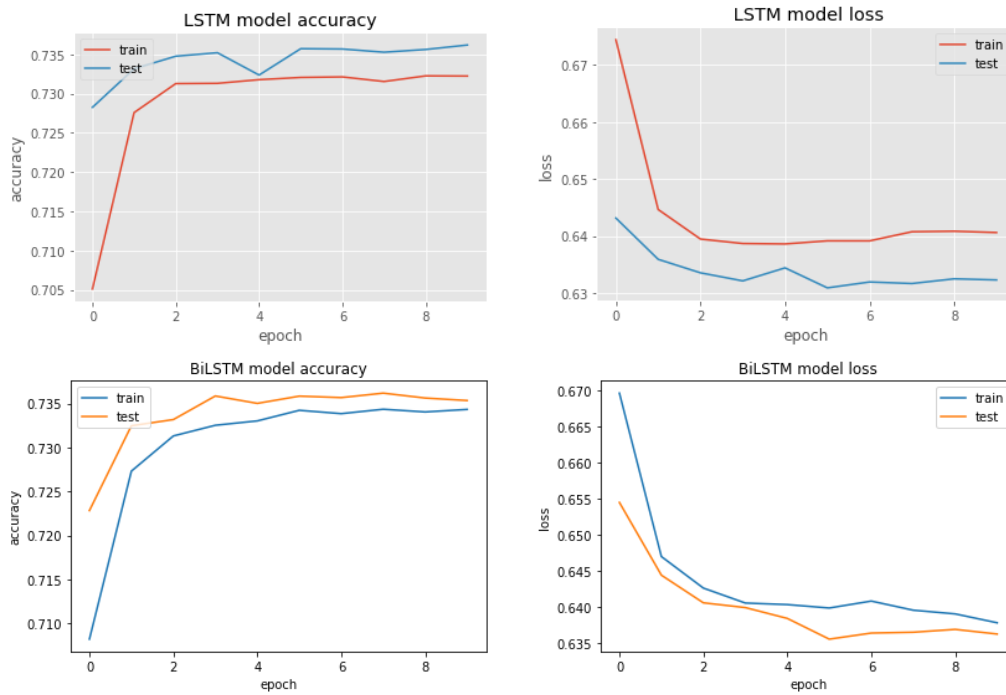 LSTM model accuracy
train
test
0.735
0.730
0.725
0.720
0.715
0.710
0.705
accuracy
0 2 4 6 8
epoch
LSTM model loss
train
test
0.67
0.66
0.65
0.64
0.63
loss
0 2 4 6 8
epoch
BiLSTM model accuracy
train
test
0.735
0.730
0.725
0.720
0.715
0.710
accuracy
0 2 4 6 8
epoch
BiLSTM model loss
train
test
0.670
0.665
0.660
0.655
0.650
0.645
0.640
0.635
loss
0 2 4 6 8
epoch